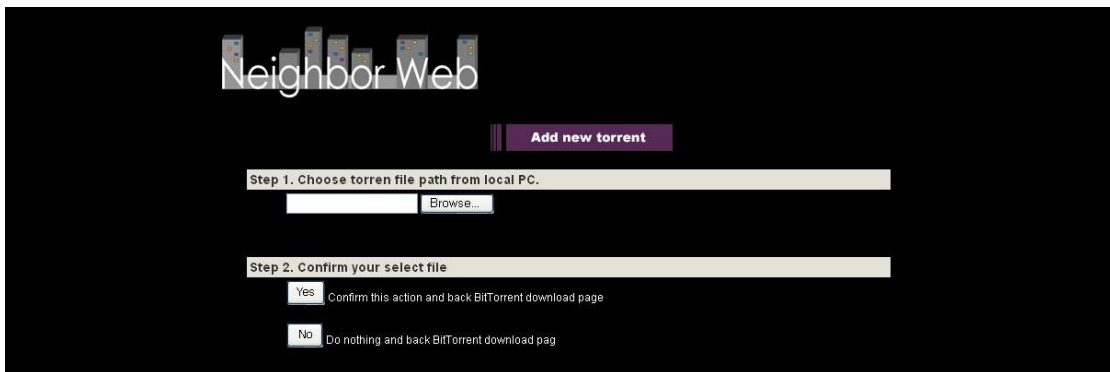 Neighbor Web
Add new torrent
Step 1. Choose torren file path from local PC.
Browse...
Step 2. Confirm your select file
Yes Confirm this action and back BitTorrent download page
No Do nothing and back BitTorrent download pag